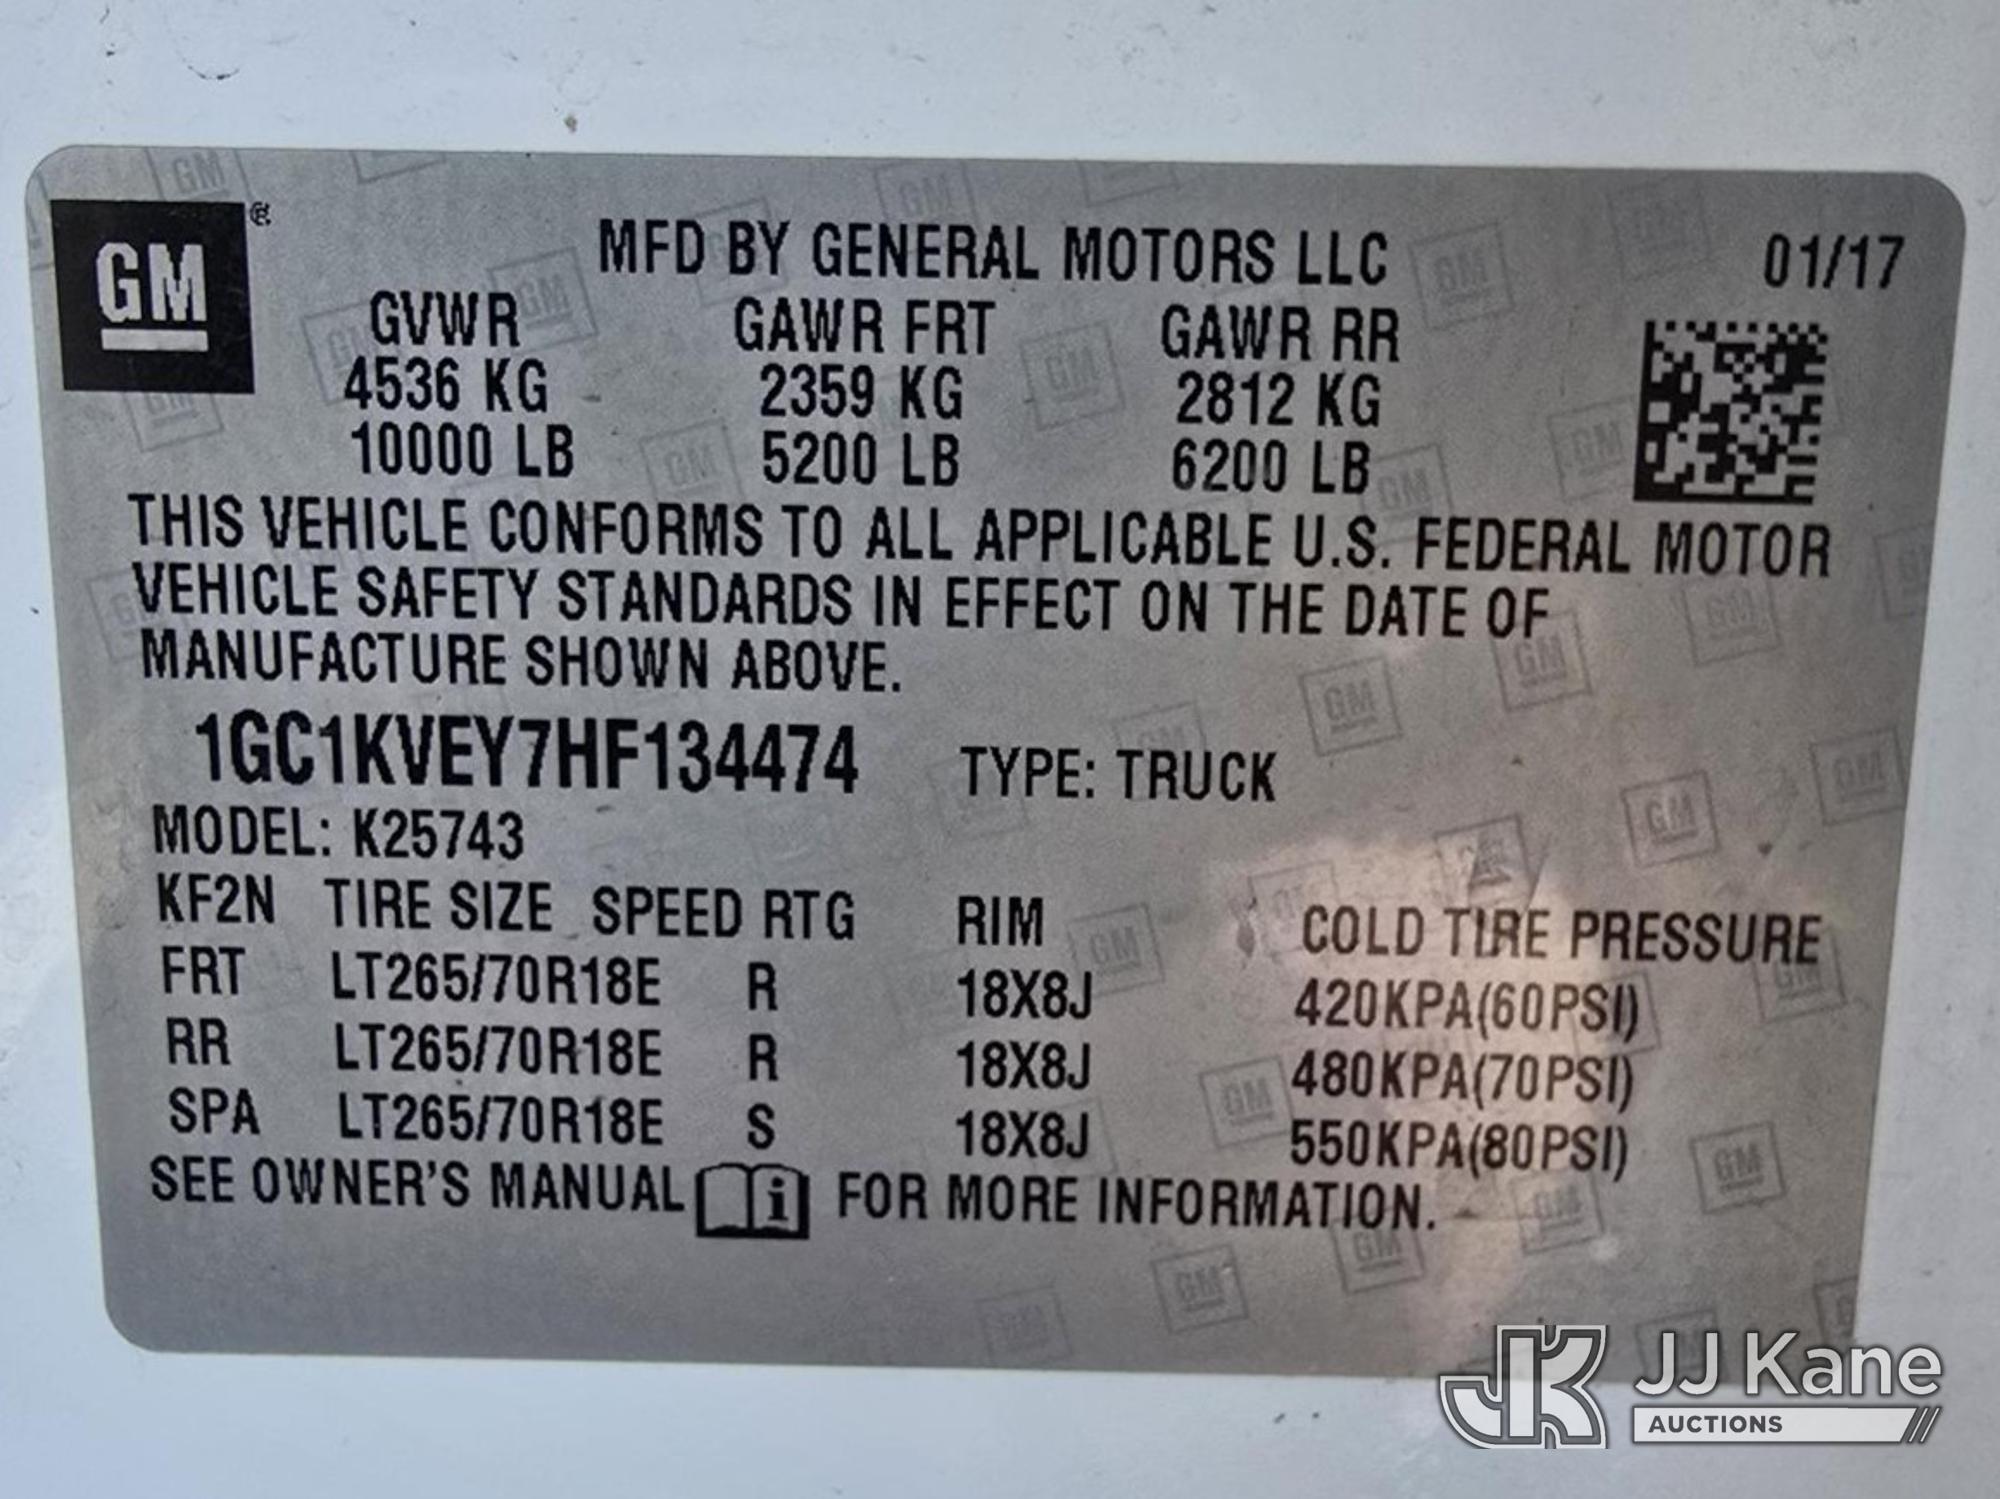 GM
MFD BY GENERAL MOTORS LLC 01/17
GVWR GAWR FRT GAWR RR
4536 KG 2359 KG 2812 KG
10000 LB 5200 LB 6200 LB
THIS VEHICLE CONFORMS TO ALL APPLICABLE U.S. FEDERAL MOTOR
VEHICLE SAFETY STANDARDS IN EFFECT ON THE DATE OF
MANUFACTURE SHOWN ABOVE.
1GC1KVEY7HF134474 TYPE: TRUCK
MODEL: K25743
KF2N TIRE SIZE SPEED RTG RIM COLD TIRE PRESSURE
FRT LT265/70R18E R 18X8J 420KPA(60PSI)
RR LT265/70R18E R 18X8J 480KPA(70PSI)
SPA LT265/70R18E S 18X8J 550KPA(80PSI)
SEE OWNER'S MANUAL i FOR MORE INFORMATION.
JK JJ Kane
AUCTIONS